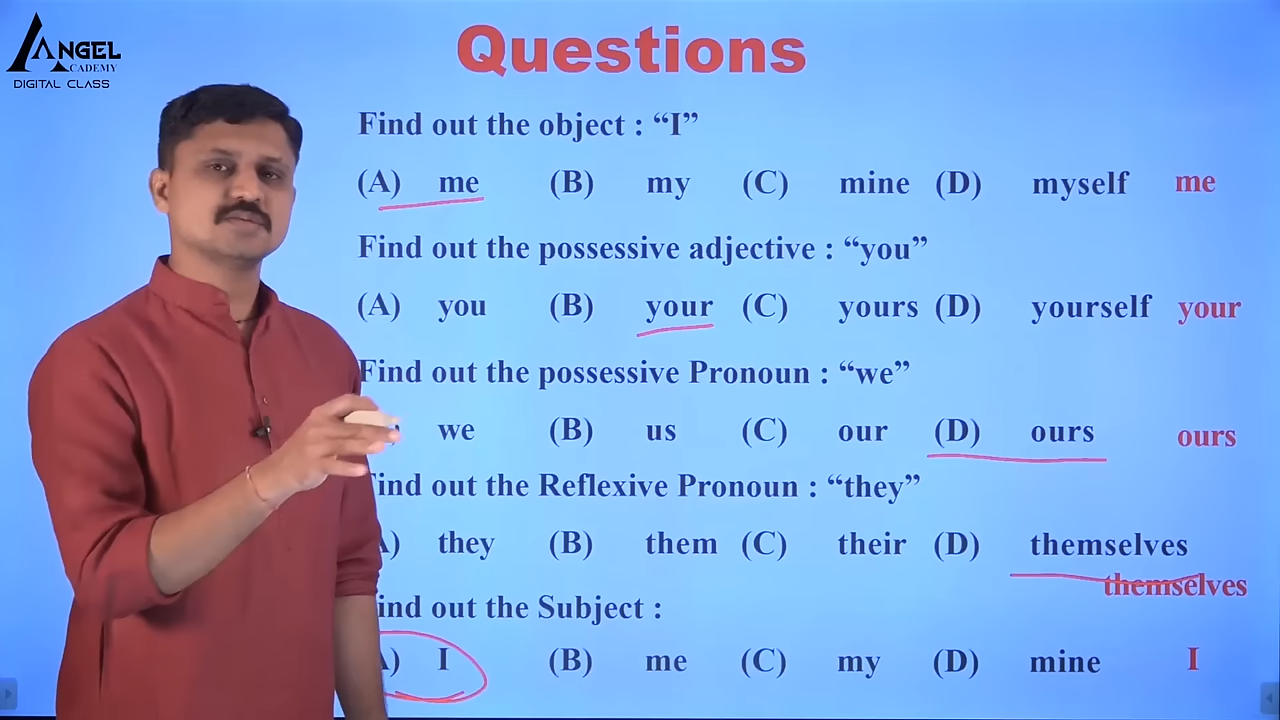 ANGEL
ACADEMY
DIGITAL CLASS
Questions
Find out the object : “I”
(A) me (B) my (C) mine (D) myself me
Find out the possessive adjective : “you”
(A) you (B) your (C) yours (D) yourself your
Find out the possessive Pronoun : “we”
we (B) us (C) our (D) ours ours
Find out the Reflexive Pronoun : “they”
A) they (B) them (C) their (D) themselves
themselves
Find out the Subject :
A) I (B) me (C) my (D) mine I